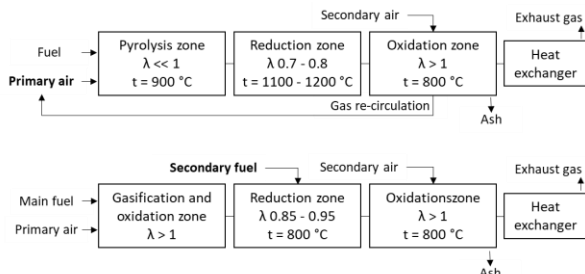 Secondary air
Exhaust gas
Fuel
Primary air
Pyrolysis zone
λ << 1
t = 900 °C
Reduction zone
λ 0.7 - 0.8
t = 1100 - 1200 °C
Oxidation zone
λ > 1
t = 800 °C
Heat
exchanger
Gas re-circulation
Ash
Secondary fuel
Secondary air
Exhaust gas
Main fuel
Primary air
Gasification and
oxidation zone
λ > 1
Reduction zone
λ 0.85 - 0.95
t = 800 °C
Oxidationszone
λ > 1
t = 800 °C
Heat
exchanger
Ash